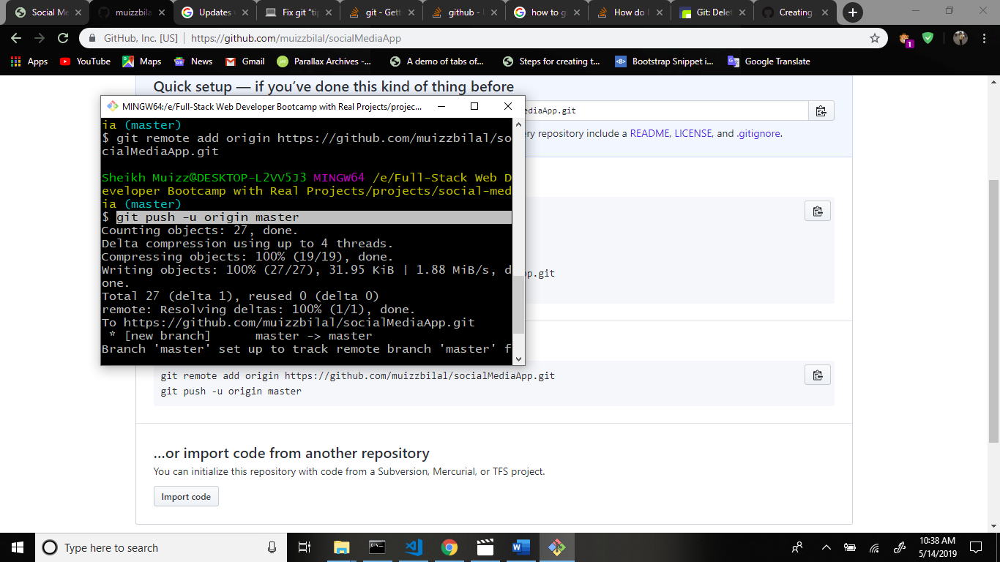 Social Me
muizzbila
Updates
Fix git "tip
git - Gett
github -
how to g
How do I
Git: Delet
Creating
GitHub, Inc. [US] | https://github.com/muizzbilal/socialMediaApp
1
Apps YouTube Maps News Gmail Parallax Archives -... A demo of tabs of... Steps for creating t... Bootstrap Snippet i... Google Translate
Quick setup — if you've done this kind of thing before
ediaApp.git
ry repository include a README, LICENSE, and .gitignore.
pp.git
MINGW64:/e/Full-Stack Web Developer Bootcamp with Real Projects/projec...
ia (master)
$ git remote add origin https://github.com/muizzbilal/so
cialMediaApp.git
Sheikh Muizz@DESKTOP-L2VV5J3 MINGW64 /e/Full-Stack Web D
eveloper Bootcamp with Real Projects/projects/social-med
ia (master)
$ git push -u origin master
Counting objects: 27, done.
Delta compression using up to 4 threads.
Compressing objects: 100% (19/19), done.
Writing objects: 100% (27/27), 31.95 KiB | 1.88 MiB/s, d
one.
Total 27 (delta 1), reused 0 (delta 0)
remote: Resolving deltas: 100% (1/1), done.
To https://github.com/muizzbilal/socialMediaApp.git
* [new branch] master -> master
Branch 'master' set up to track remote branch 'master' f
git remote add origin https://github.com/muizzbilal/socialMediaApp.git
git push -u origin master
...or import code from another repository
You can initialize this repository with code from a Subversion, Mercurial, or TFS project.
Import code
Type here to search
10:38 AM
5/14/2019